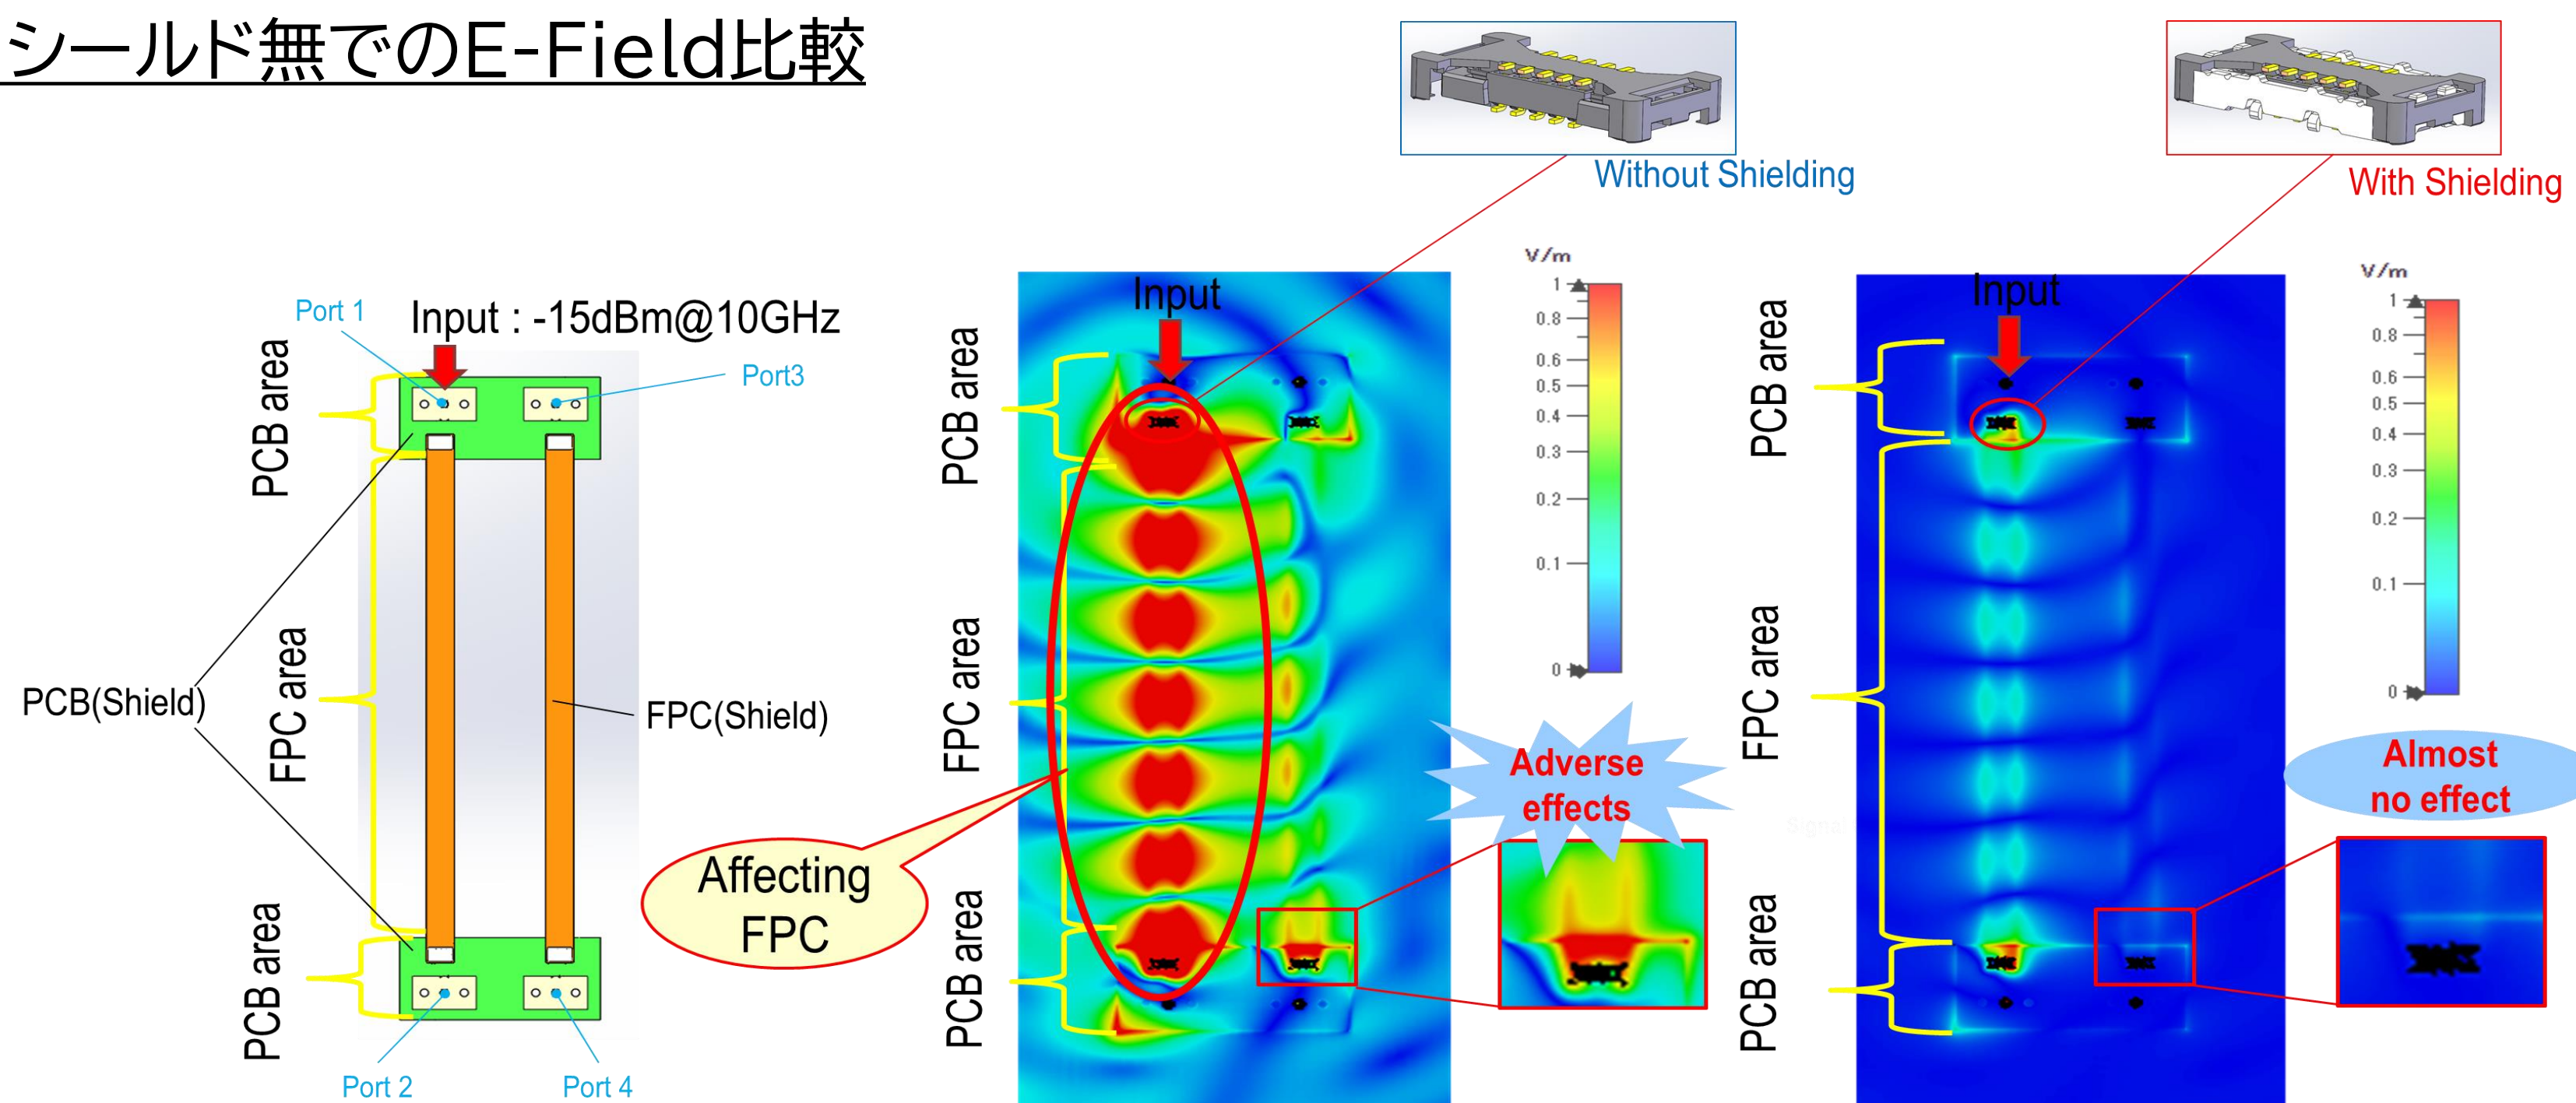 シールド無でのE-Field比較
Without Shielding
With Shielding
Port 1
Input : -15dBm@10GHz
Port3
PCB area
FPC area
PCB area
PCB(Shield)
FPC(Shield)
Port 2
Port 4
Affecting
FPC
Input
PCB area
FPC area
PCB area
V/m
1
0.8
0.6
0.5
0.4
0.3
0.2
0.1
0
Adverse
effects
Input
PCB area
FPC area
PCB area
V/m
1
0.8
0.6
0.5
0.4
0.3
0.2
0.1
0
Almost
no effect
Signal